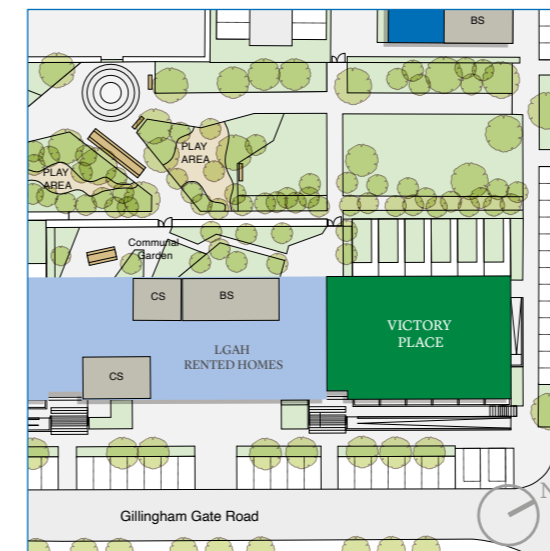 BS
PLAY
AREA
PLAY
AREA
Communal
Garden
CS
BS
VICTORY
PLACE
LGAH
RENTED HOMES
CS
N
Gillingham Gate Road